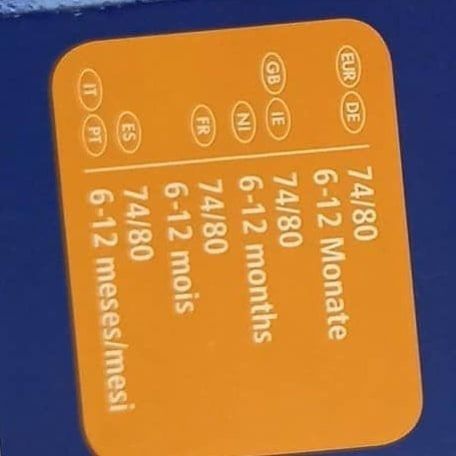 EUR DE 74/80
6-12 Monate
GB IE 74/80
NI 6-12 months
FR 74/80
6-12 mois
ES 74/80
IT PT 6-12 meses/mesi